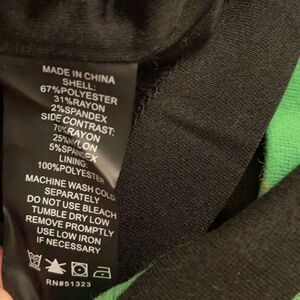 MADE IN CHINA
SHELL:
67%POLYESTER
31%RAYON
2%SPANDEX
SIDE CONTRAST:
70%RAYON
25%NYLON
5%SPANDEX
LINING:
100%POLYESTER
MACHINE WASH COLD
SEPARATELY
DO NOT USE BLEACH
TUMBLE DRY LOW
REMOVE PROMPTLY
USE LOW IRON
IF NECESSARY
RN#51323